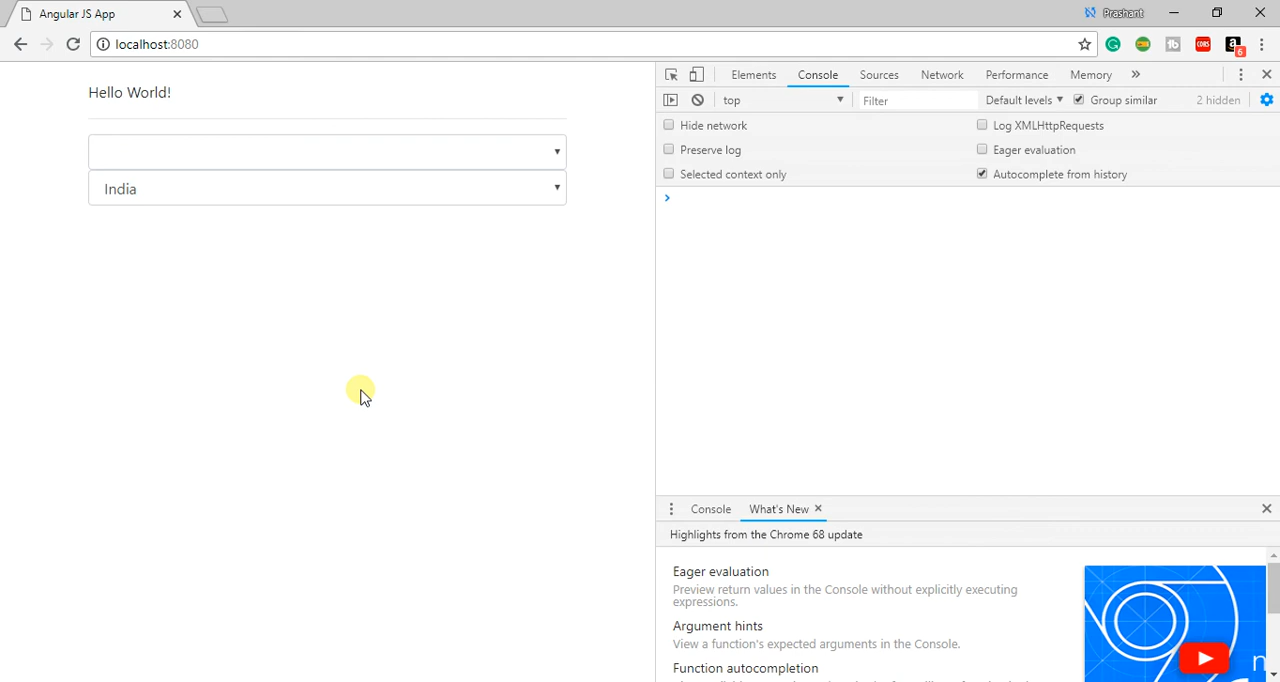 Angular JS App
Prashant
localhost:8080
6
Hello World!
India
Elements Console Sources Network Performance Memory »
top Filter Default levels Group similar 2 hidden
Hide network Log XMLHttpRequests
Preserve log Eager evaluation
Selected context only Autocomplete from history
Console What's New
Highlights from the Chrome 68 update
Eager evaluation
Preview return values in the Console without explicitly executing
expressions.
Argument hints
View a function's expected arguments in the Console.
Function autocompletion